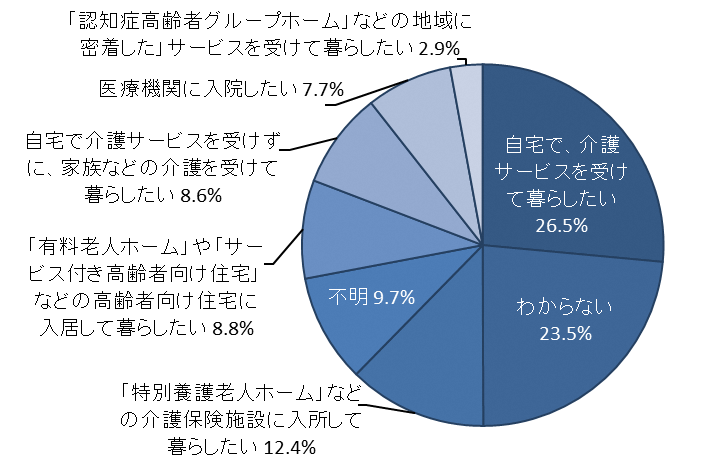 「認知症高齢者グループホーム」などの地域に
密着した」サービスを受けて暮らしたい 2.9%
医療機関に入院したい 7.7%
自宅で介護サービスを受けず
に、家族などの介護を受けて
暮らしたい 8.6%
「有料老人ホーム」や「サー
ビス付き高齢者向け住宅」
などの高齢者向け住宅に
入居して暮らしたい 8.8%
不明 9.7%
「特別養護老人ホーム」など
の介護保険施設に入所して
暮らしたい 12.4%
自宅で、介護
サービスを受け
て暮らしたい
26.5%
わからない
23.5%